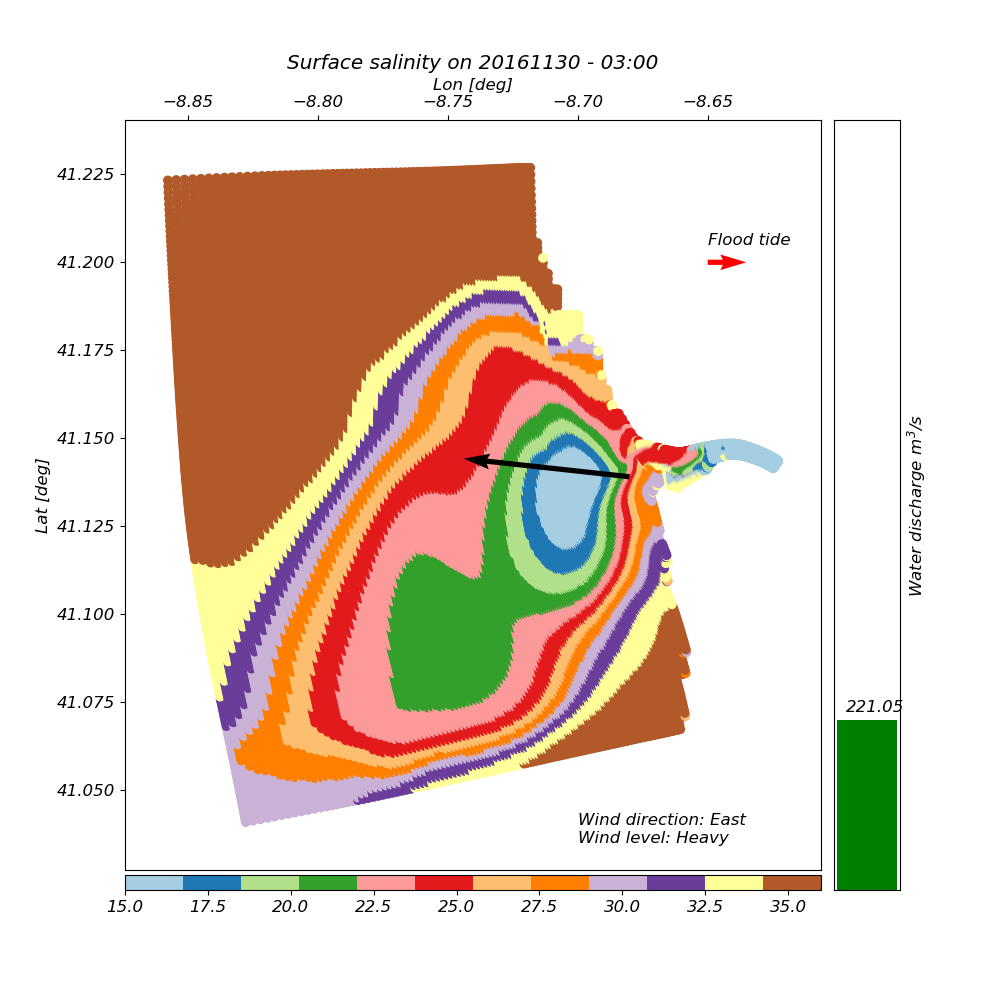 Surface salinity on 20161130 - 03:00
Lon [deg]
−8.85 −8.80 −8.75 −8.70 −8.65
41.225
41.200
41.175
41.150
41.125
41.100
41.075
41.050
Lat [deg]
Flood tide
Wind direction: East
Wind level: Heavy
15.0 17.5 20.0 22.5 25.0 27.5 30.0 32.5 35.0
221.05
Water discharge m³/s